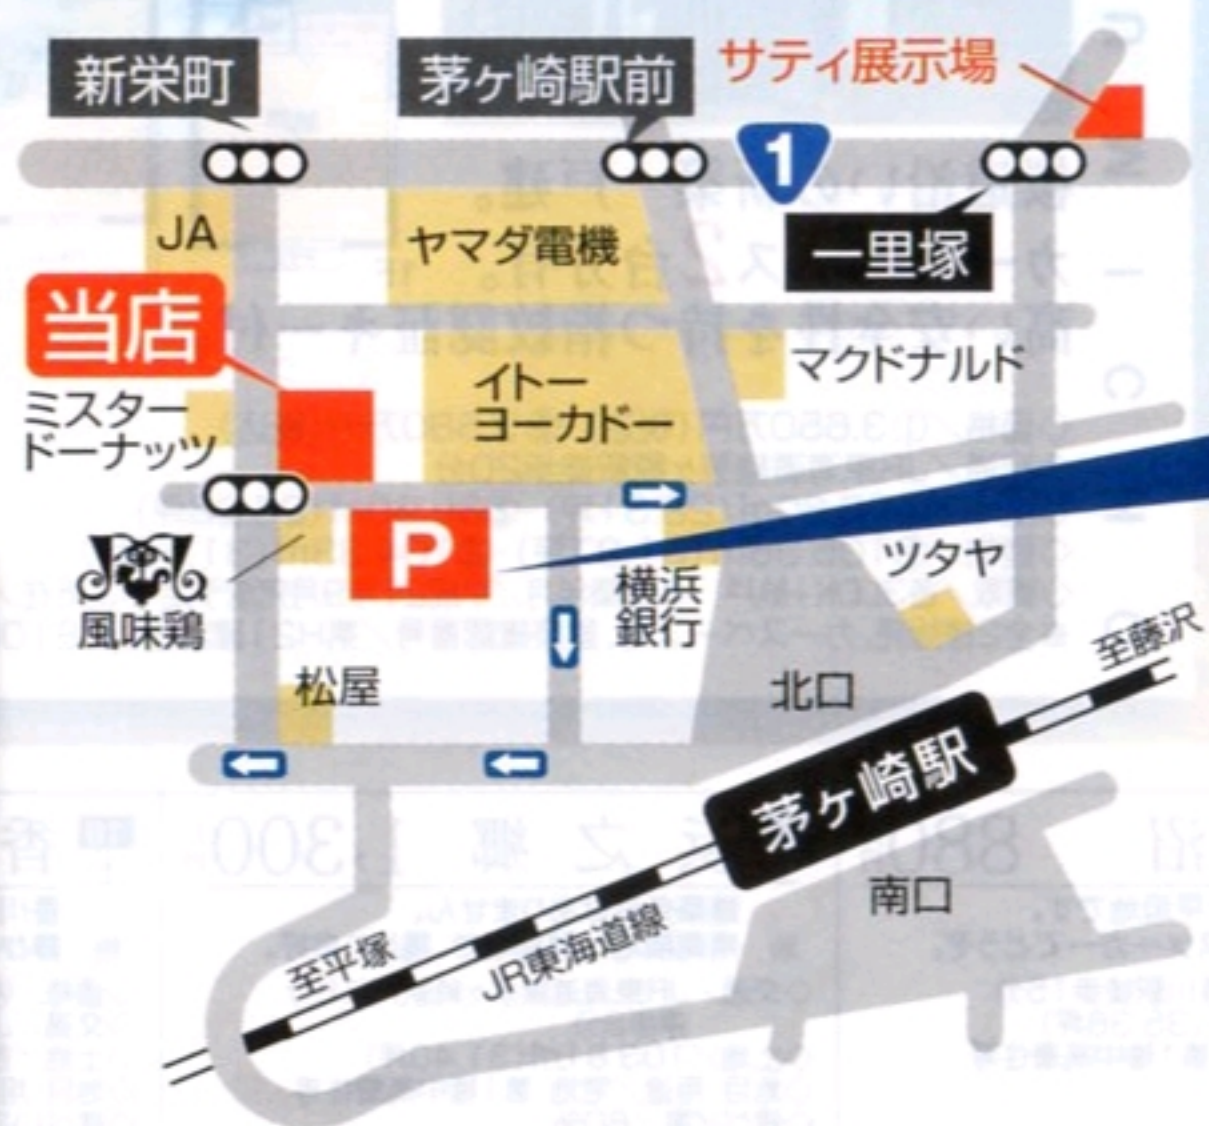 新栄町
茅ヶ崎駅前
サティ展示場
1
一里塚
JA
ヤマダ電機
当店
イトー
ヨーカドー
マクドナルド
ミスター
ドーナッツ
P
ツタヤ
横浜
銀行
風味鶏
松屋
北口
至藤沢
茅ヶ崎駅
南口
至平塚
JR東海道線